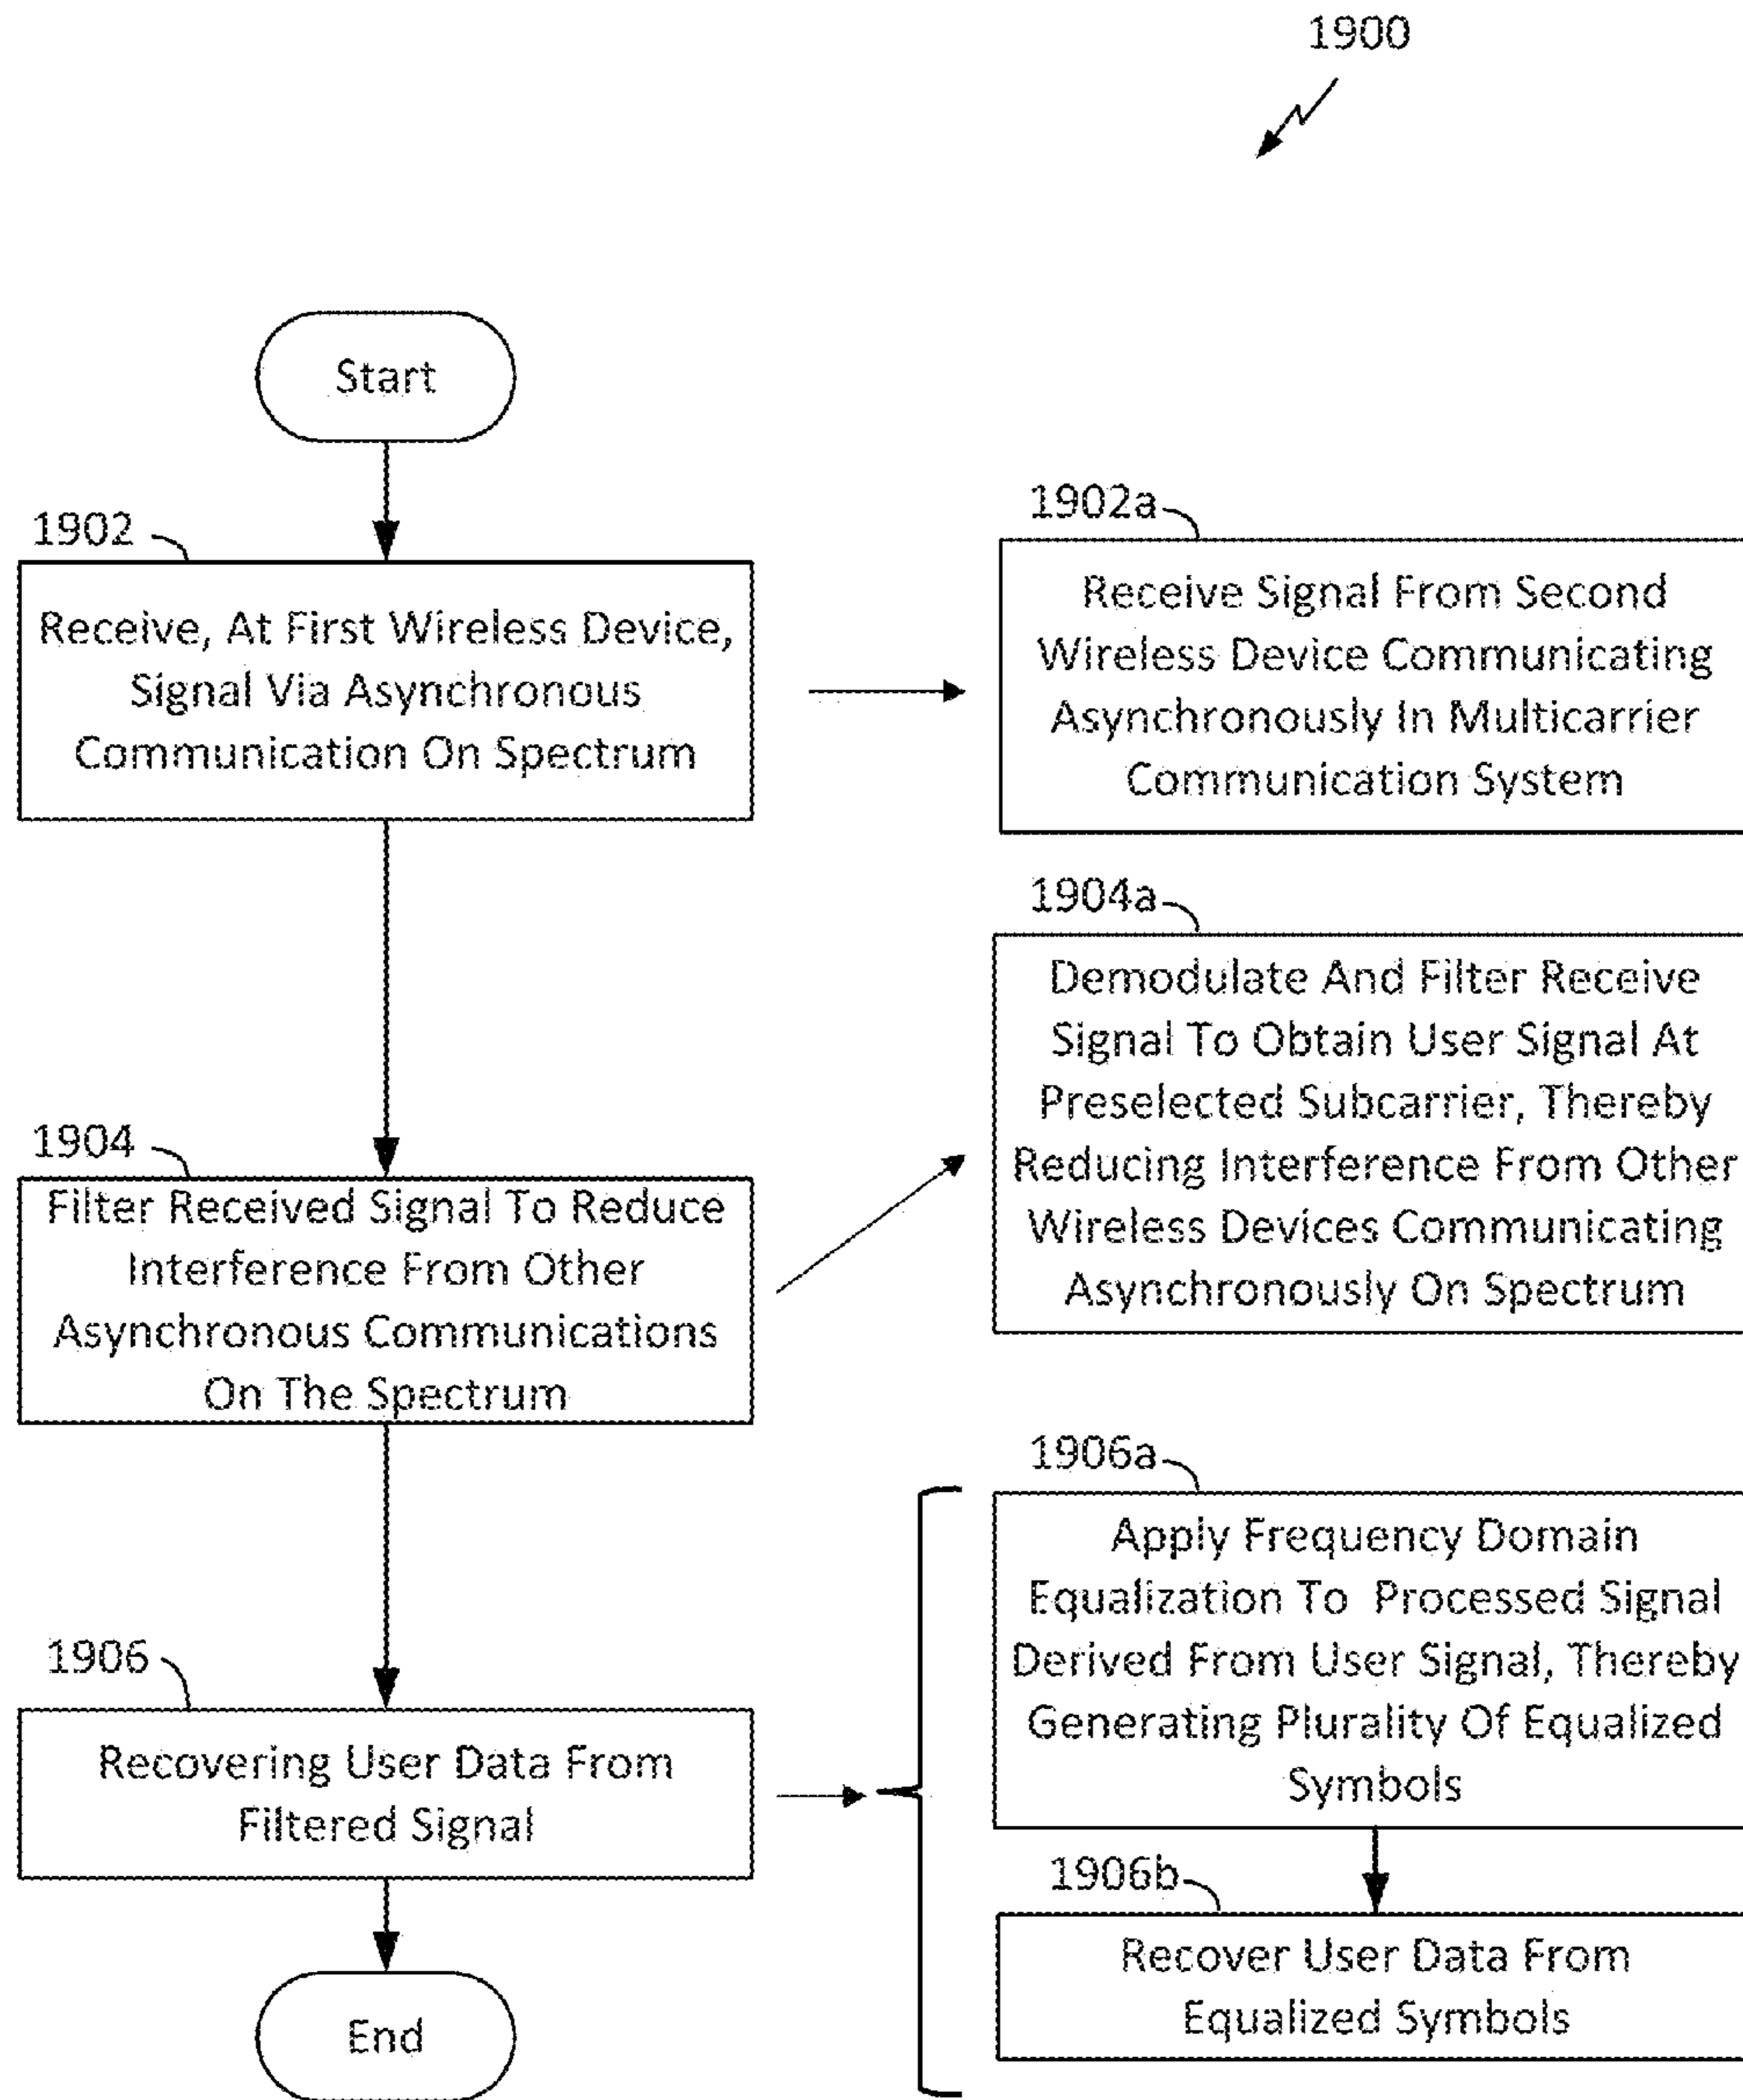 1900
Start
1902
Receive, At First Wireless Device,
Signal Via Asynchronous
Communication On Spectrum
1902a
Receive Signal From Second
Wireless Device Communicating
Asynchronously In Multicarrier
Communication System
1904
Filter Received Signal To Reduce
Interference From Other
Asynchronous Communications
On The Spectrum
1904a
Demodulate And Filter Receive
Signal To Obtain User Signal At
Preselected Subcarrier, Thereby
Reducing Interference From Other
Wireless Devices Communicating
Asynchronously On Spectrum
1906
Recovering User Data From
Filtered Signal
1906a
Apply Frequency Domain
Equalization To Processed Signal
Derived From User Signal, Thereby
Generating Plurality Of Equalized
Symbols
1906b
Recover User Data From
Equalized Symbols
End